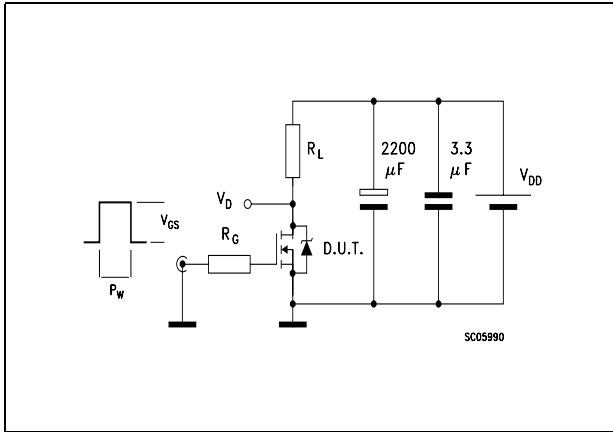 R_L
2200
μF
3.3
μF
V_DD
V_D
V_GS
R_G
D.U.T.
P_W
SC05990